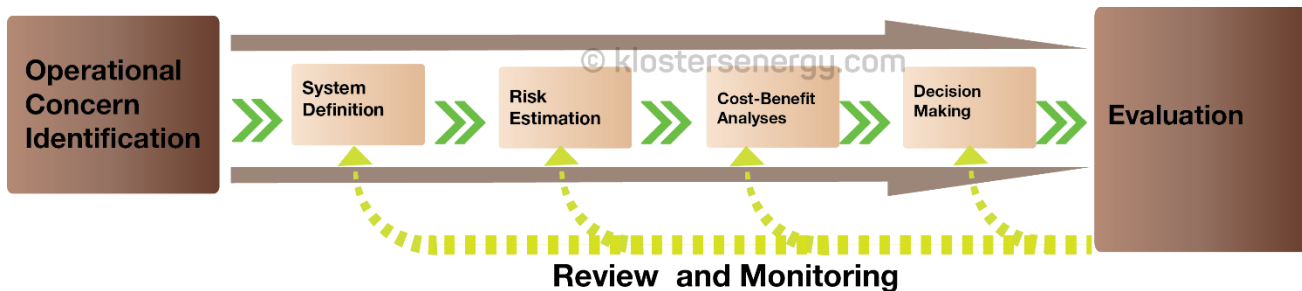 © klostersenergy.com
Operational
Concern
Identification
System
Definition
Risk
Estimation
Cost-Benefit
Analyses
Decision
Making
Evaluation
Review and Monitoring